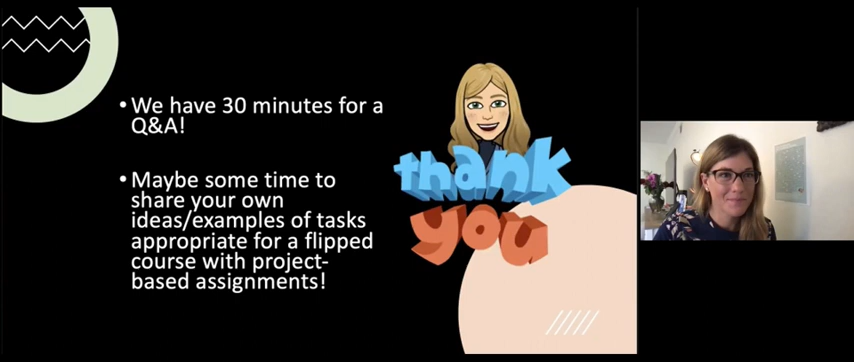 • We have 30 minutes for a
Q&A!
• Maybe some time to
share your own
ideas/examples of tasks
appropriate for a flipped
course with project-
based assignments!
thank
you